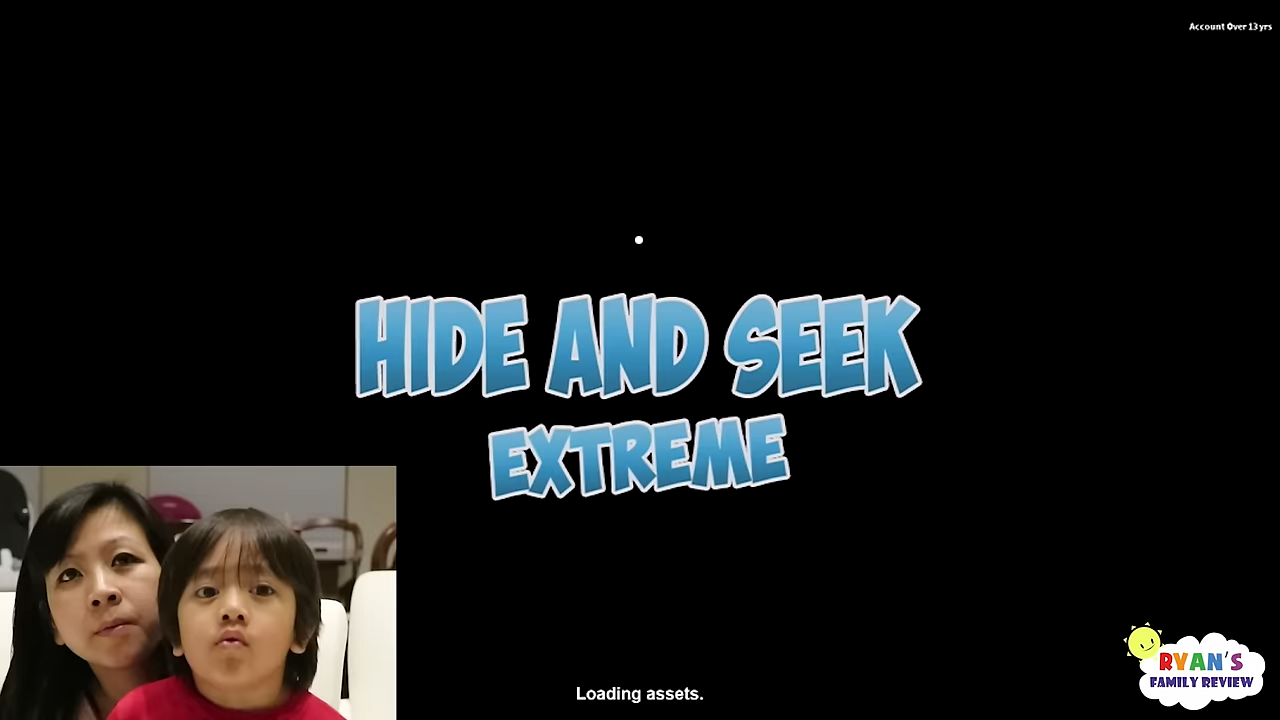 Account Over 13 yrs
HIDE AND SEEK
EXTREME
Loading assets.
RYAN'S
FAMILY REVIEW